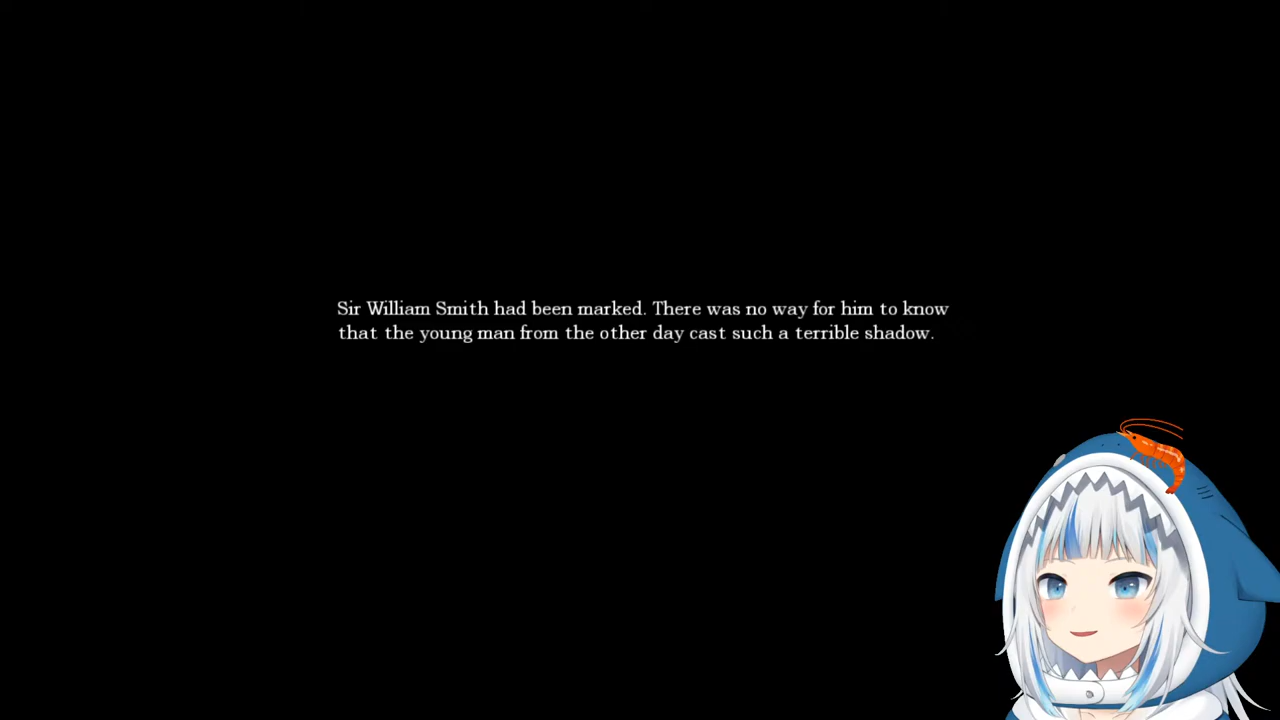 Sir William Smith had been marked. There was no way for him to know
that the young man from the other day cast such a terrible shadow.